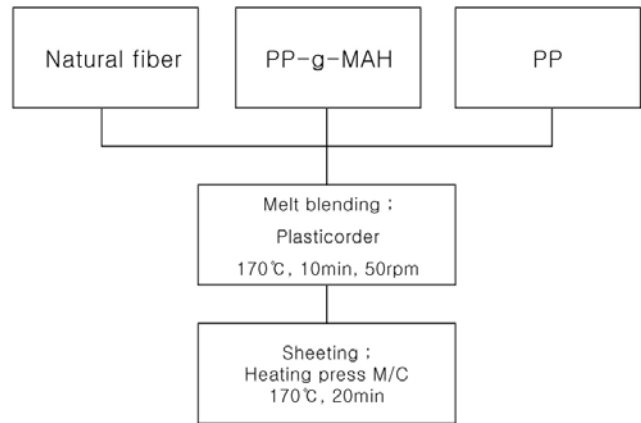 Natural fiber
PP-g-MAH
PP
Melt blending ;
Plasticorder
170℃, 10min, 50rpm
Sheeting ;
Heating press M/C
170℃, 20min